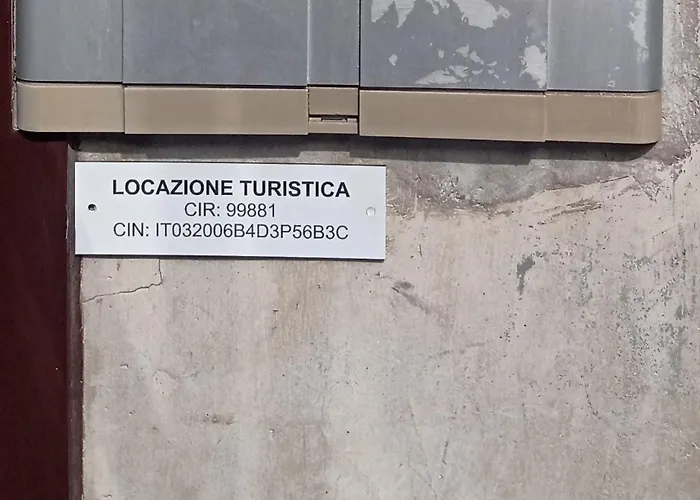 LOCAZIONE TURISTICA
CIR: 99881
CIN: IT032006B4D3P56B3C